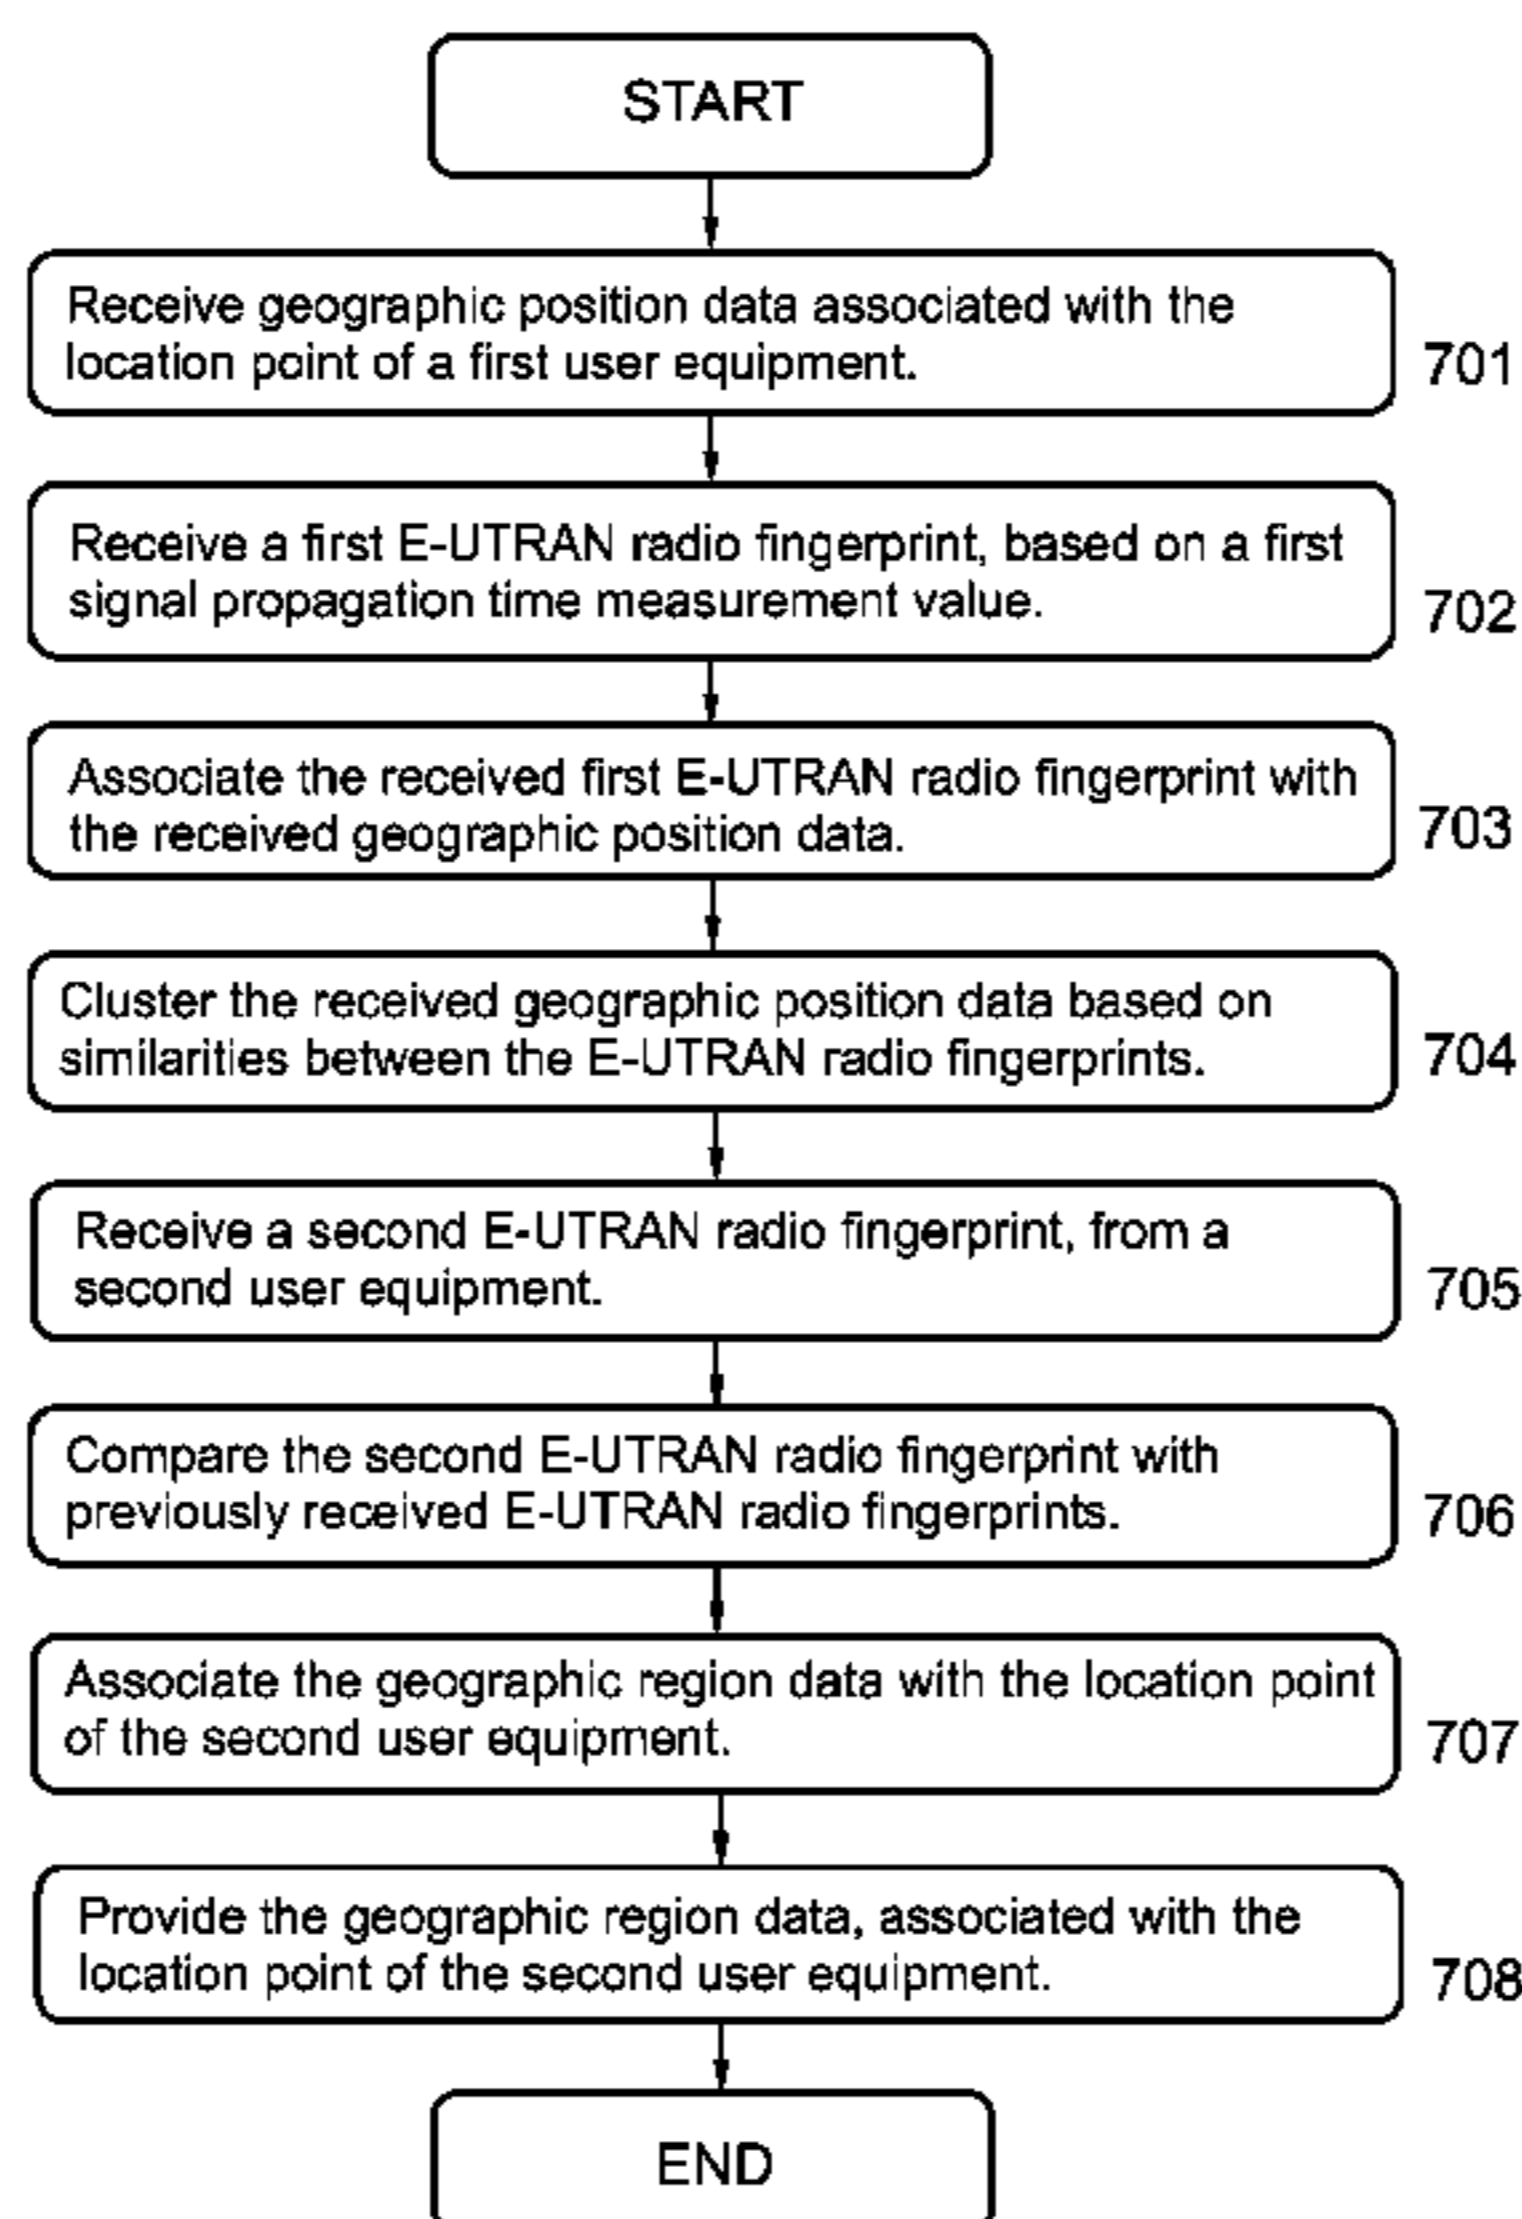 START
Receive geographic position data associated with the
location point of a first user equipment.
701
Receive a first E-UTRAN radio fingerprint, based on a first
signal propagation time measurement value.
702
Associate the received first E-UTRAN radio fingerprint with
the received geographic position data.
703
Cluster the received geographic position data based on
similarities between the E-UTRAN radio fingerprints.
704
Receive a second E-UTRAN radio fingerprint, from a
second user equipment.
705
Compare the second E-UTRAN radio fingerprint with
previously received E-UTRAN radio fingerprints.
706
Associate the geographic region data with the location point
of the second user equipment.
707
Provide the geographic region data, associated with the
location point of the second user equipment.
708
END